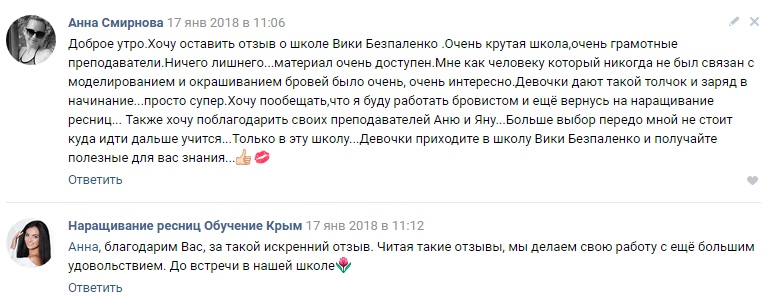 Анна Смирнова 17 янв 2018 в 11:06
Доброе утро.Хочу оставить отзыв о школе Вики Безпаленко .Очень крутая школа,очень грамотные
преподаватели.Ничего лишнего...материал очень доступен.Мне как человеку который никогда не был связан с
моделированием и окрашиванием бровей было очень, очень интересно.Девочки дают такой толчок и заряд в
начинание...просто супер.Хочу пообещать,что я буду работать бровистом и ещё вернусь на наращивание
ресниц... Также хочу поблагодарить своих преподавателей Аню и Яну...Больше выбор передо мной не стоит
куда идти дальше учится...Только в эту школу...Девочки приходите в школу Вики Безпаленко и получайте
полезные для вас знания...👍💋
Ответить
Наращивание ресниц Обучение Крым 17 янв 2018 в 11:12
Анна, благодарим Вас, за такой искренний отзыв. Читая такие отзывы, мы делаем свою работу с ещё большим
удовольствием. До встречи в нашей школе🌷
Ответить